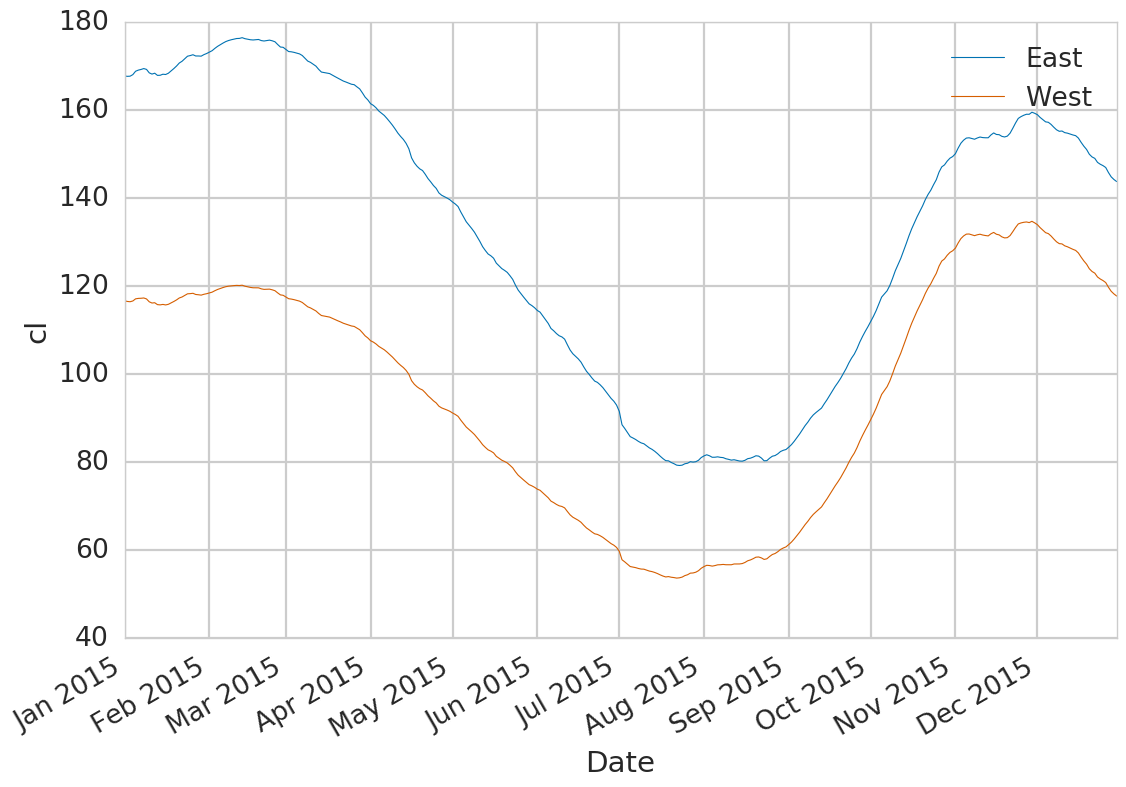 180
160
140
120
100
80
60
40
cl
East
West
Jan 2015
Feb 2015
Mar 2015
Apr 2015
May 2015
Jun 2015
Jul 2015
Aug 2015
Sep 2015
Oct 2015
Nov 2015
Dec 2015
Date